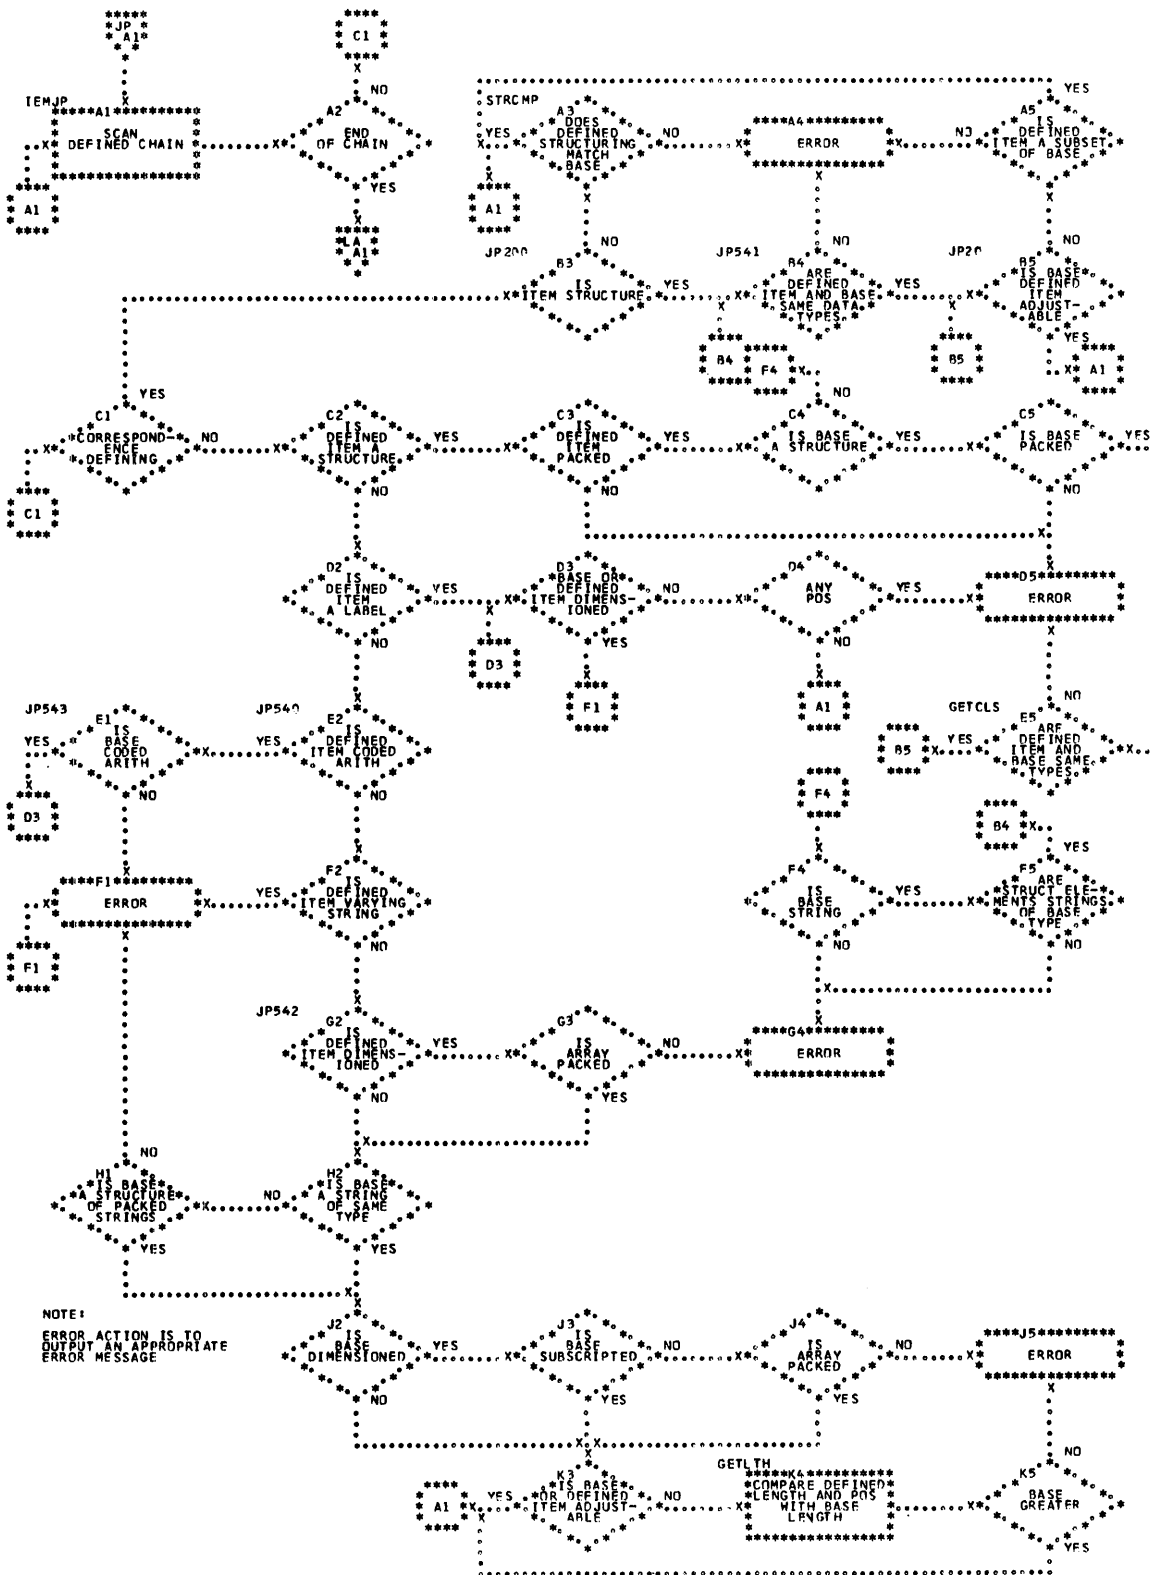 JP
A1
C1
NO
YES
IEMJP
A1
SCAN
DEFINED CHAIN
A2
END
OF CHAIN
YES
A1
LA
A1
STRCMP
YES
A3
DOES
DEFINED
STRUCTURING
MATCH
BASE
NO
A4
ERROR
NO
A5
IS
DEFINED
ITEM A SUBSET
OF BASE
A1
NO
NO
NO
JP200
B3
IS
ITEM STRUCTURE
YES
JP541
B4
ARE
DEFINED
ITEM AND BASE
SAME DATA
TYPES
YES
JP20
B5
IS BASE
DEFINED
ITEM
ADJUST-
ABLE
YES
B4
F4
B5
A1
YES
NO
C1
CORRESPOND-
ENCE
DEFINING
NO
C2
IS
DEFINED
ITEM A
STRUCTURE
YES
NO
C3
IS
DEFINED
ITEM
PACKED
YES
NO
C4
IS BASE
A STRUCTURE
YES
C5
IS BASE
PACKED
YES
NO
C1
D2
IS
DEFINED
ITEM
A LABEL
YES
NO
D3
BASE OR
DEFINED
ITEM DIMENS-
IONED
NO
YES
D4
ANY
POS
YES
NO
D5
ERROR
D3
F1
A1
NO
JP543
YES
E1
IS
BASE
CODED
ARITH
NO
JP540
YES
E2
IS
DEFINED
ITEM CODED
ARITH
NO
GETCLS
B5
YES
E5
ARE
DEFINED
ITEM AND
BASE SAME
TYPES
D3
F4
B4
YES
F1
ERROR
YES
F2
IS
DEFINED
ITEM VARYING
STRING
NO
F4
IS
BASE
STRING
YES
NO
F5
ARE
STRUCT ELE-
MENTS STRINGS
OF BASE
TYPE
NO
F1
JP542
G2
IS
DEFINED
ITEM DIMENS-
IONED
YES
NO
G3
IS
ARRAY
PACKED
NO
YES
G4
ERROR
NO
H1
IS BASE
A STRUCTURE
OF PACKED
STRINGS
YES
NO
H2
IS BASE
A STRING
OF SAME
TYPE
YES
NOTE:
ERROR ACTION IS TO
OUTPUT AN APPROPRIATE
ERROR MESSAGE
J2
IS
BASE
DIMENSIONED
YES
NO
J3
IS
BASE
SUBSCRIPTED
NO
YES
J4
IS
ARRAY
PACKED
NO
YES
J5
ERROR
NO
A1
YES
K3
IS BASE
OR DEFINED
ITEM ADJUST-
ABLE
NO
GETLTH
K4
COMPARE DEFINED
LENGTH AND POS
WITH BASE
LENGTH
K5
BASE
GREATER
YES